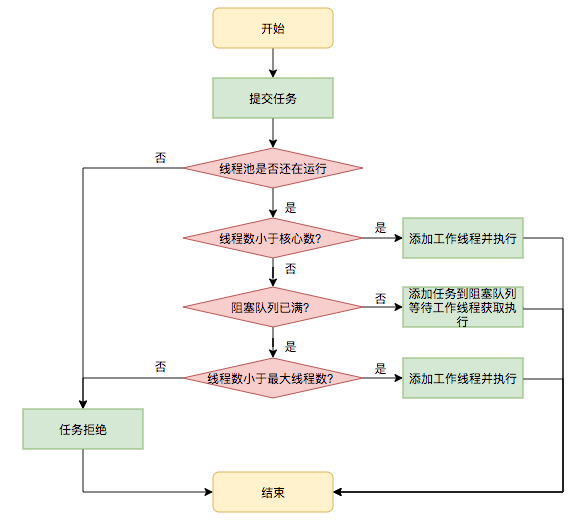 开始
提交任务
否
线程池是否还在运行
是
线程数小于核心数?
是
添加工作线程并执行
否
阻塞队列已满?
否
添加任务到阻塞队列
等待工作线程获取执
行
是
否
线程数小于最大线程数?
是
添加工作线程并执行
任务拒绝
结束